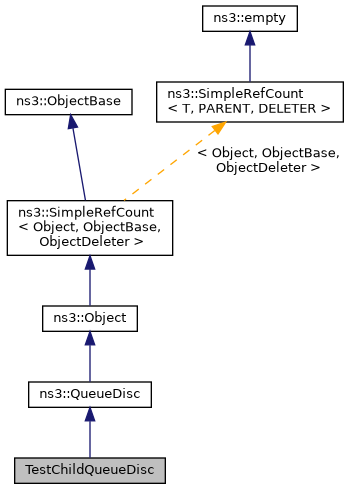 ns3::empty
ns3::SimpleRefCount
< T, PARENT, DELETER >
ns3::ObjectBase
< Object, ObjectBase,
ObjectDeleter >
ns3::SimpleRefCount
< Object, ObjectBase,
ObjectDeleter >
ns3::Object
ns3::QueueDisc
TestChildQueueDisc